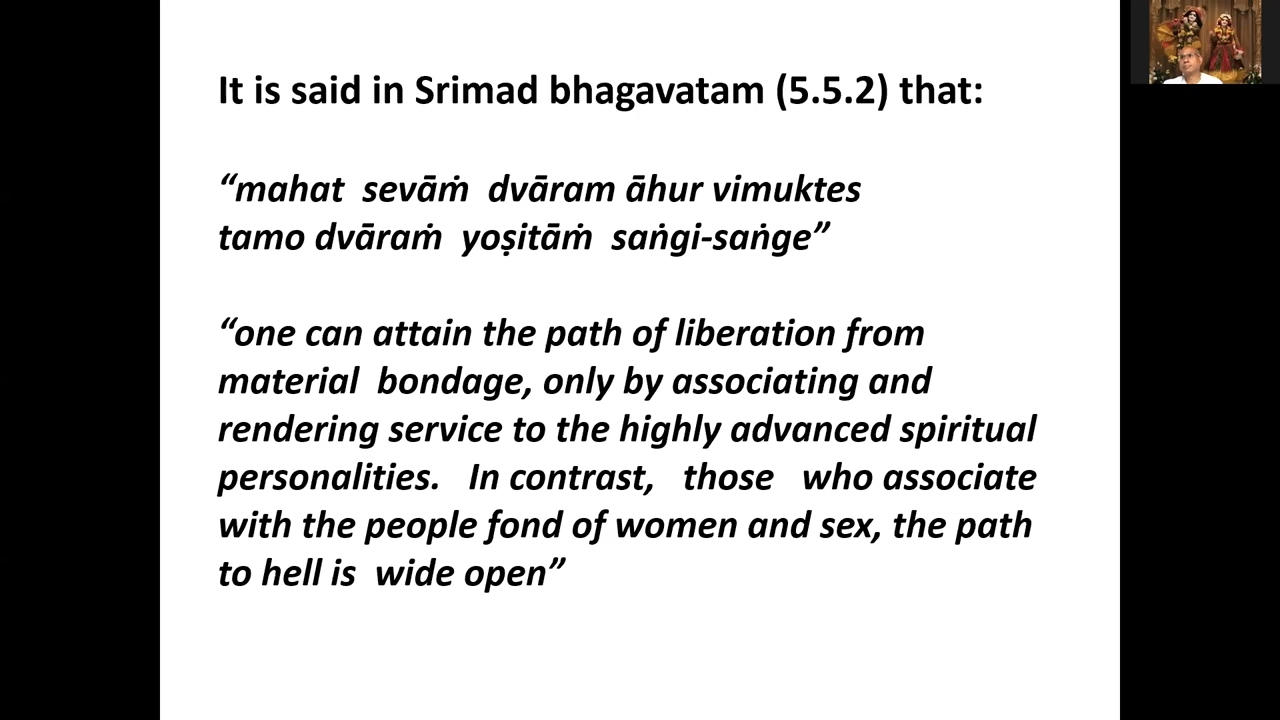 It is said in Srimad bhagavatam (5.5.2) that:
“mahat sevāṁ dvāram āhur vimuktes
tamo dvāraṁ yoṣitāṁ saṅgi-saṅge”
“one can attain the path of liberation from
material bondage, only by associating and
rendering service to the highly advanced spiritual
personalities. In contrast, those who associate
with the people fond of women and sex, the path
to hell is wide open”